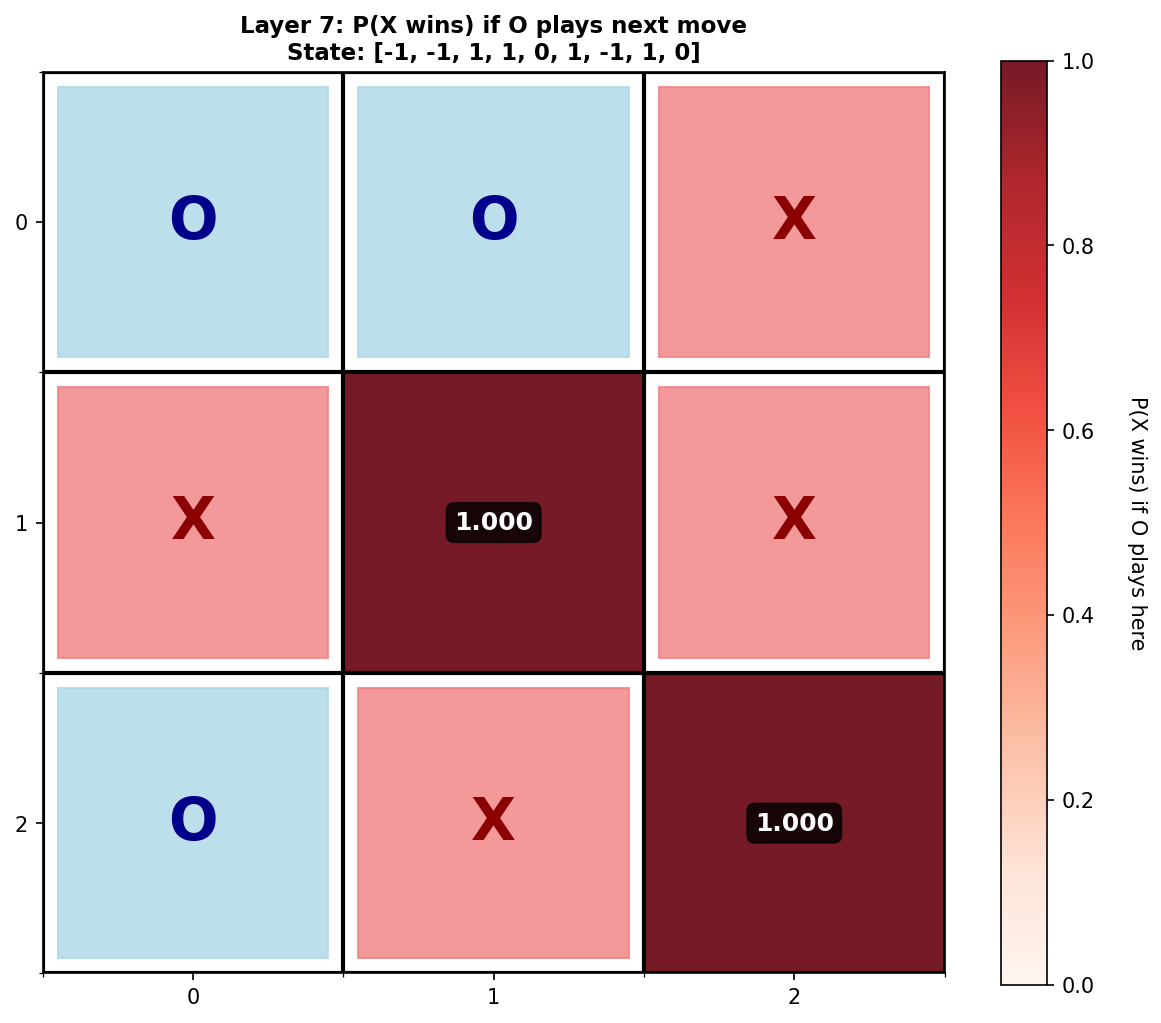 Layer 7: P(X wins) if O plays next move
State: [-1, -1, 1, 1, 0, 1, -1, 1, 0]
0
O
O
X
1
X
1.000
X
2
O
X
1.000
0
1
2
1.0
0.8
0.6
0.4
0.2
0.0
P(X wins) if O plays here